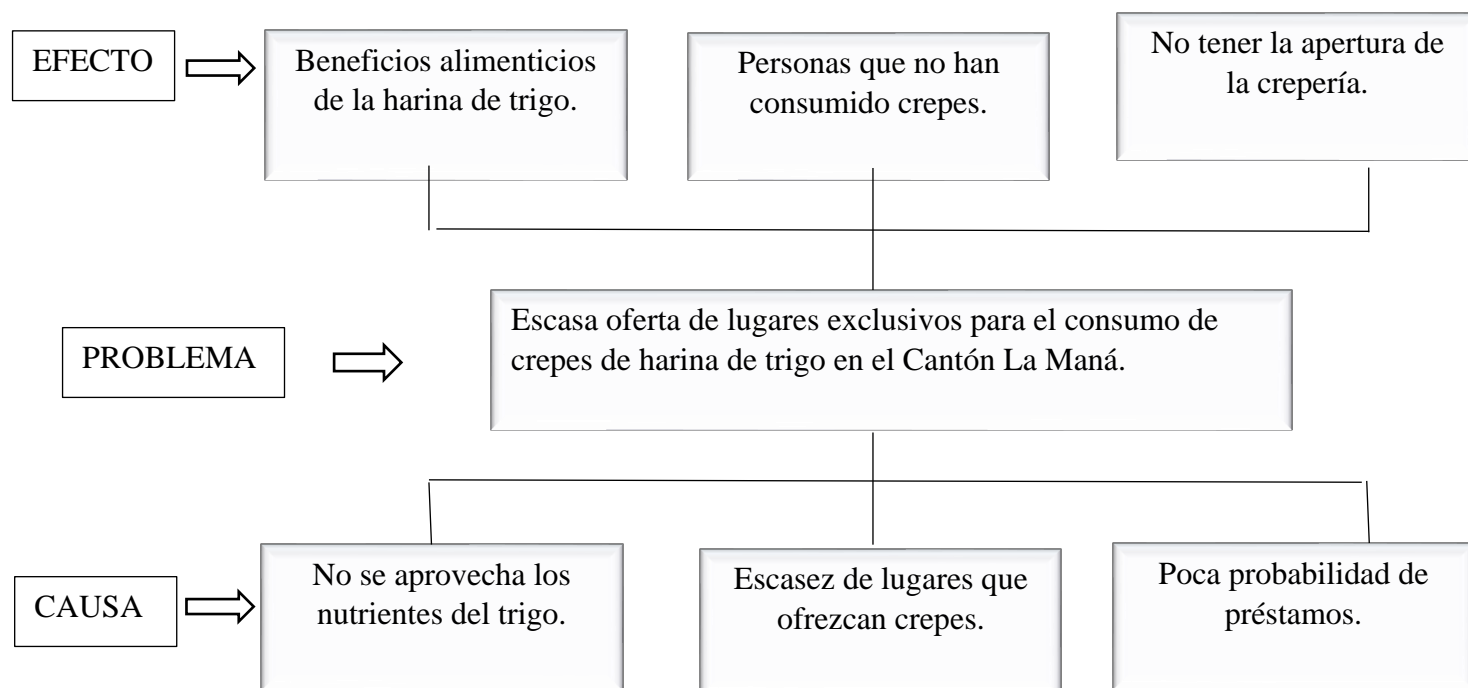 EFECTO
Beneficios alimenticios
de la harina de trigo.
Personas que no han
consumido crepes.
No tener la apertura de
la crepería.
PROBLEMA
Escasa oferta de lugares exclusivos para el consumo de
crepes de harina de trigo en el Cantón La Maná.
CAUSA
No se aprovecha los
nutrientes del trigo.
Escasez de lugares que
ofrezcan crepes.
Poca probabilidad de
préstamos.